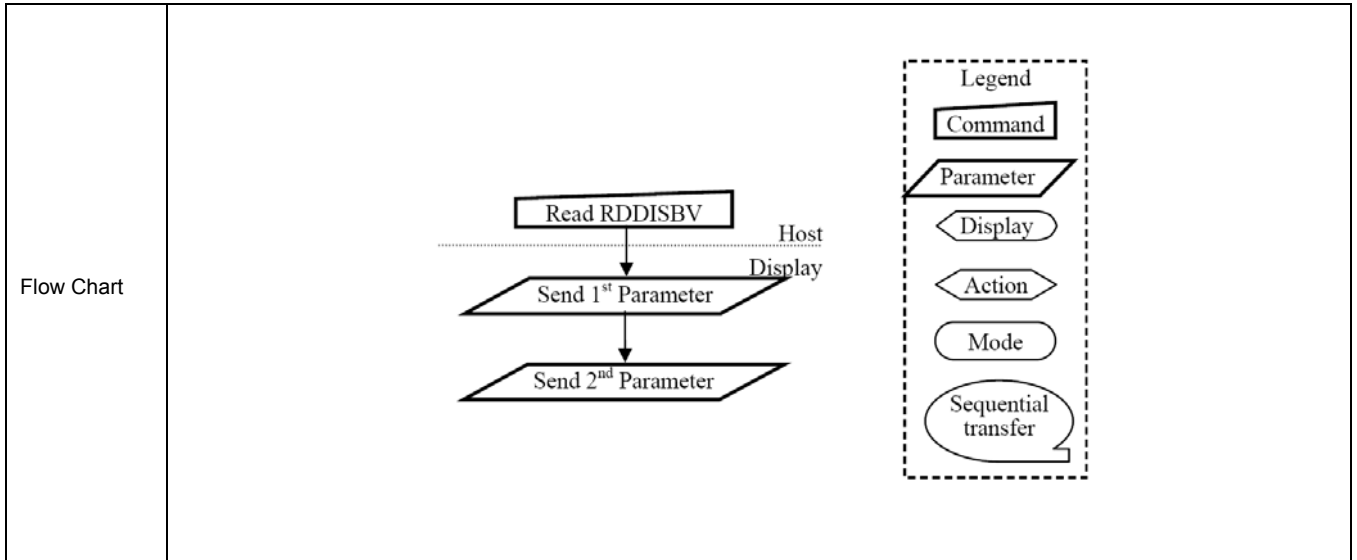 Flow Chart
Read RDDISBV
Host
Display
Send 1st Parameter
Send 2nd Parameter
Legend
Command
Parameter
Display
Action
Mode
Sequential
transfer